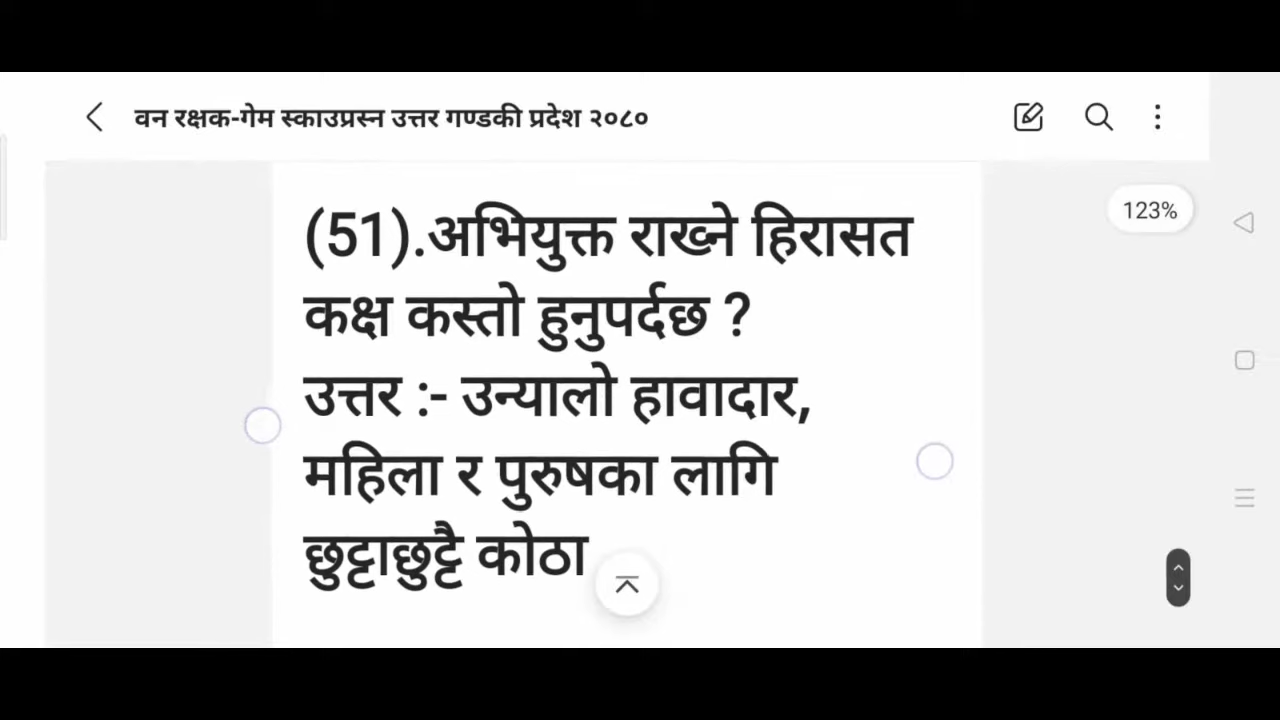 वन रक्षक-गेम स्काउप्रस्न उत्तर गण्डकी प्रदेश २०८०
123%
(51).अभियुक्त राख्ने हिरासत
कक्ष कस्तो हुनुपर्दछ ?
उत्तर :- उन्यालो हावादार,
महिला र पुरुषका लागि
छुट्टाछुट्टै कोठा